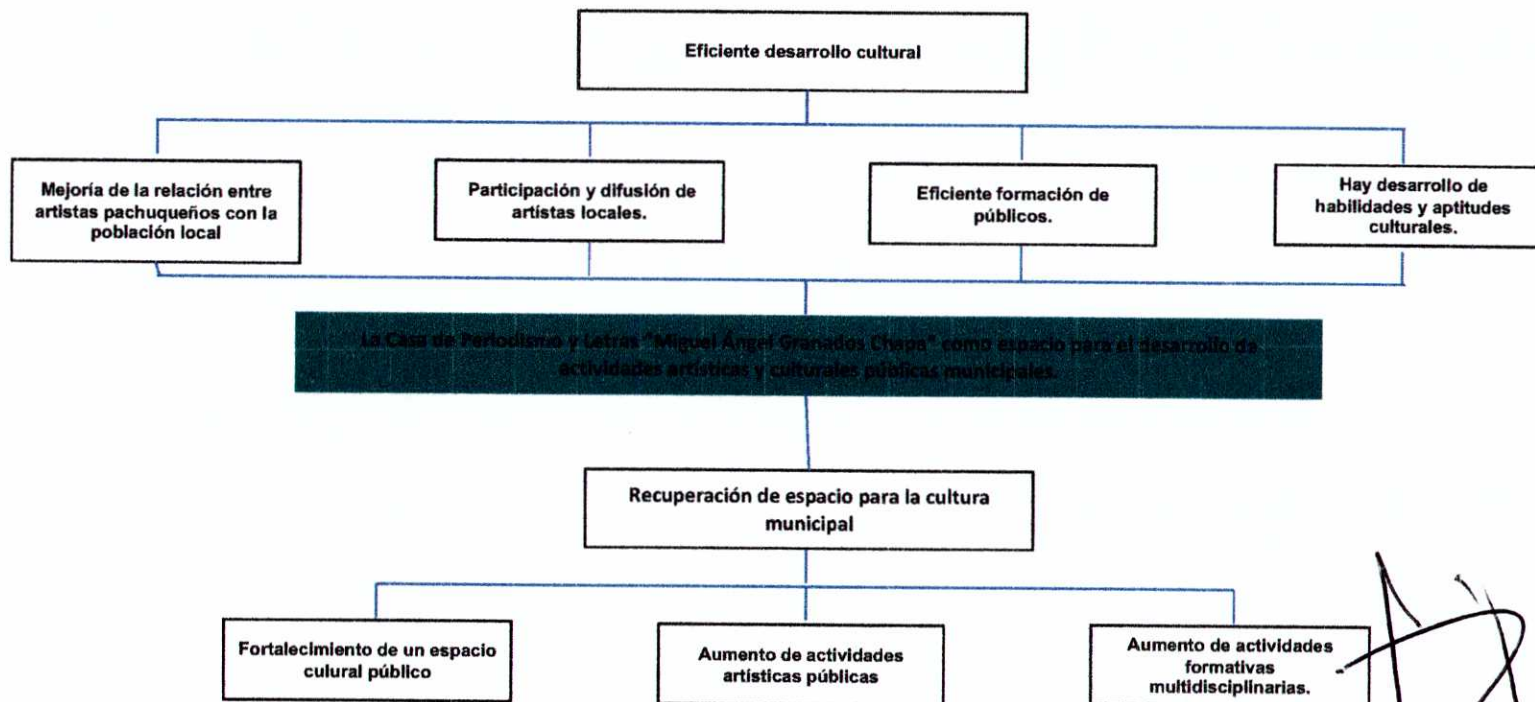 Eficiente desarrollo cultural
Mejoría de la relación entre
artistas pachuqueños con la
población local
Participación y difusión de
artístas locales.
Eficiente formación de
públicos.
Hay desarrollo de
habilidades y aptitudes
culturales.
La Casa de Periodismo y Letras "Miguel Ángel Granados Chapa" como espacio para el desarrollo de
actividades artísticas y culturales públicas municipales.
Recuperación de espacio para la cultura
municipal
Fortalecimiento de un espacio
culural público
Aumento de actividades
artísticas públicas
Aumento de actividades
formativas
multidisciplinarias.